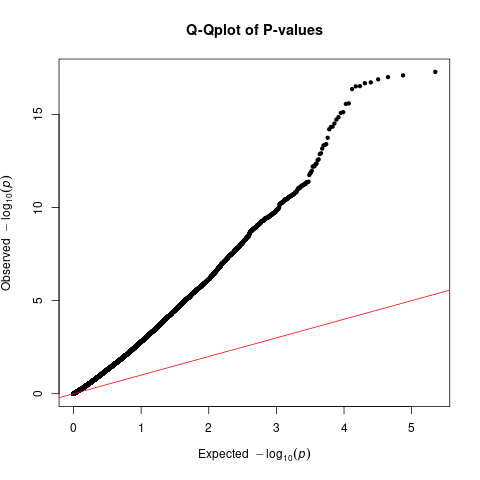 Q-Qplot of P-values
15
10
5
0
Observed −log10(p)
0 1 2 3 4 5
Expected −log10(p)